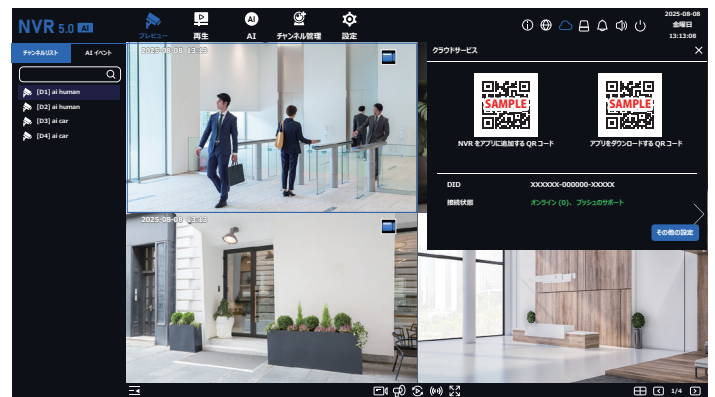 NVR 5.0 AI
プレビュー
再生
AI
AI
チャンネル管理
設定
2025-08-08
金曜日
13:13:08
チャンネルリスト
AI イベント
[D1] ai human
[D2] ai human
[D3] ai car
[D4] ai car
2025-08-08 13:13
2025-08-08 13:13
クラウドサービス
SAMPLE
SAMPLE
NVR をアプリに追加する QR コード
アプリをダウンロードする QR コード
DID
XXXXXX-000000-XXXXX
接続状態
オンライン (0)、プッシュのサポート
その他の設定
1/4